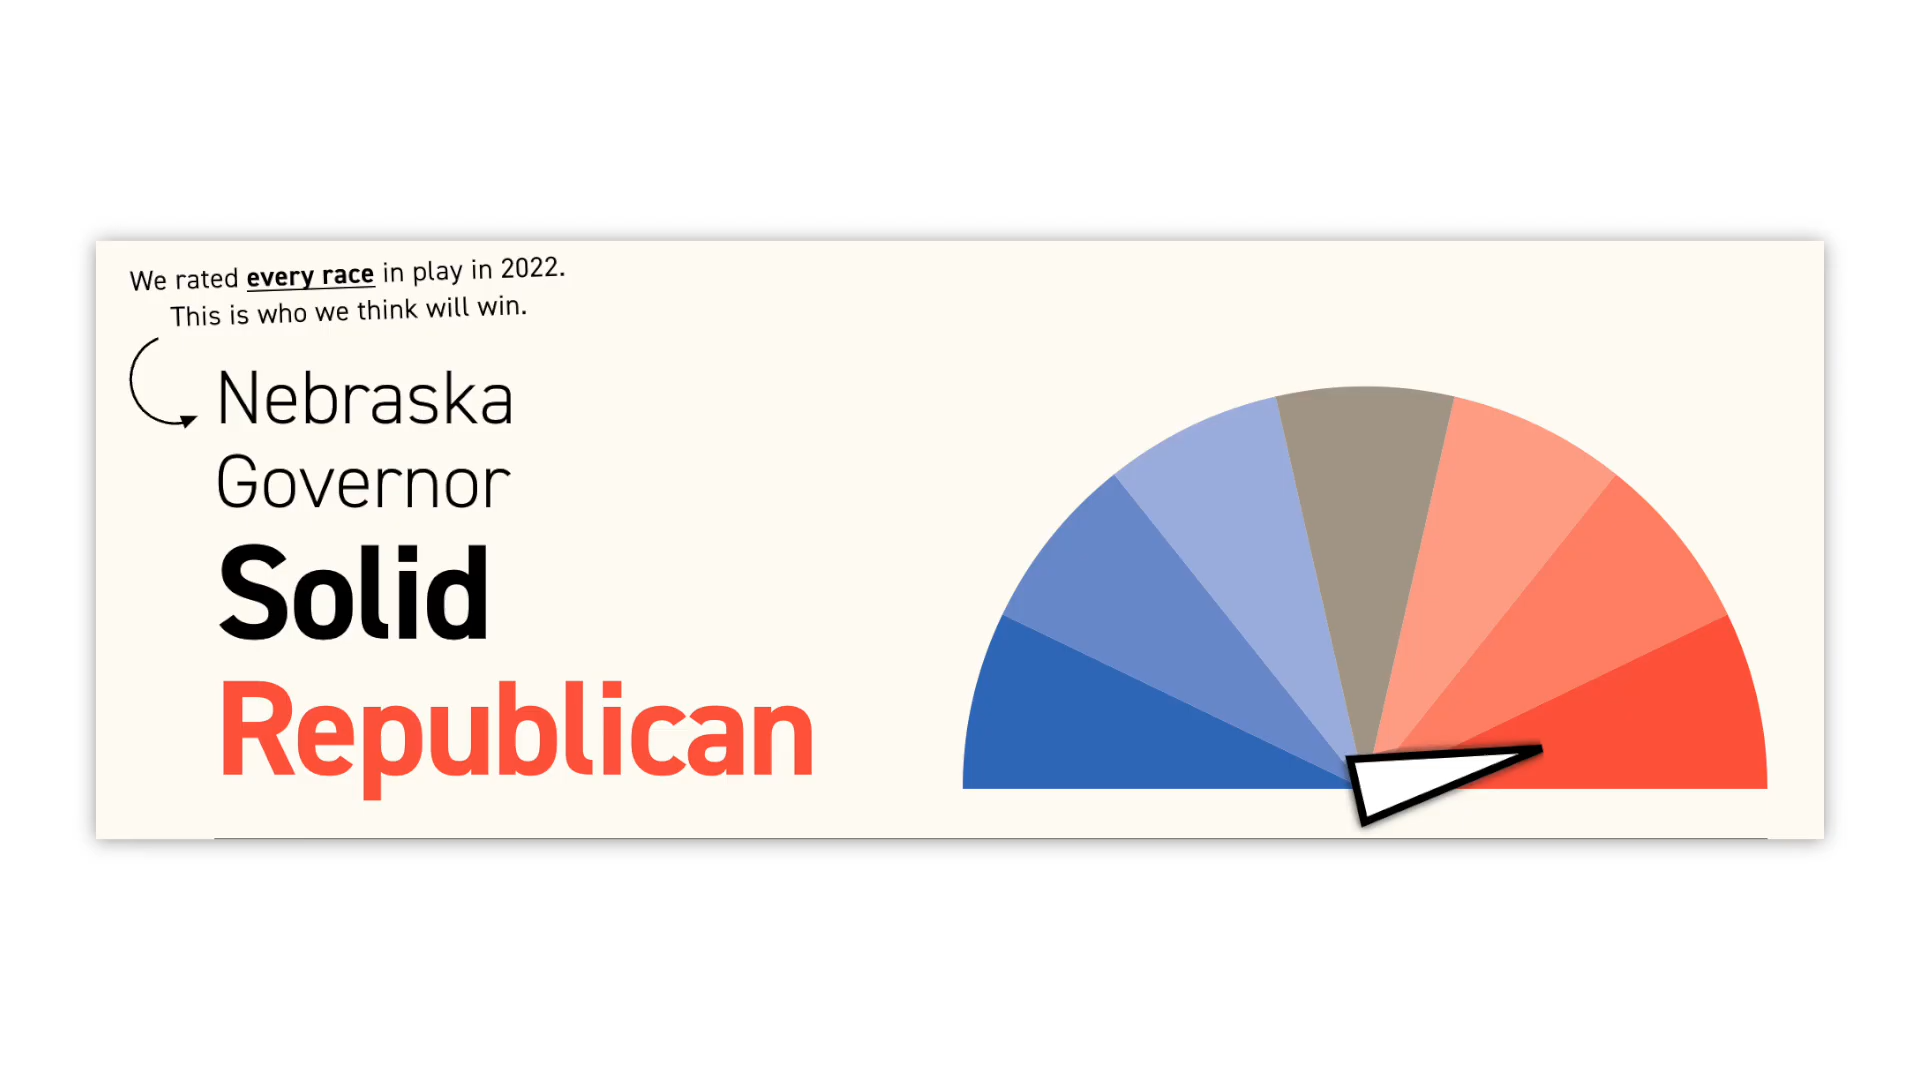 We rated every race in play in 2022.
This is who we think will win.
Nebraska
Governor
Solid
Republican